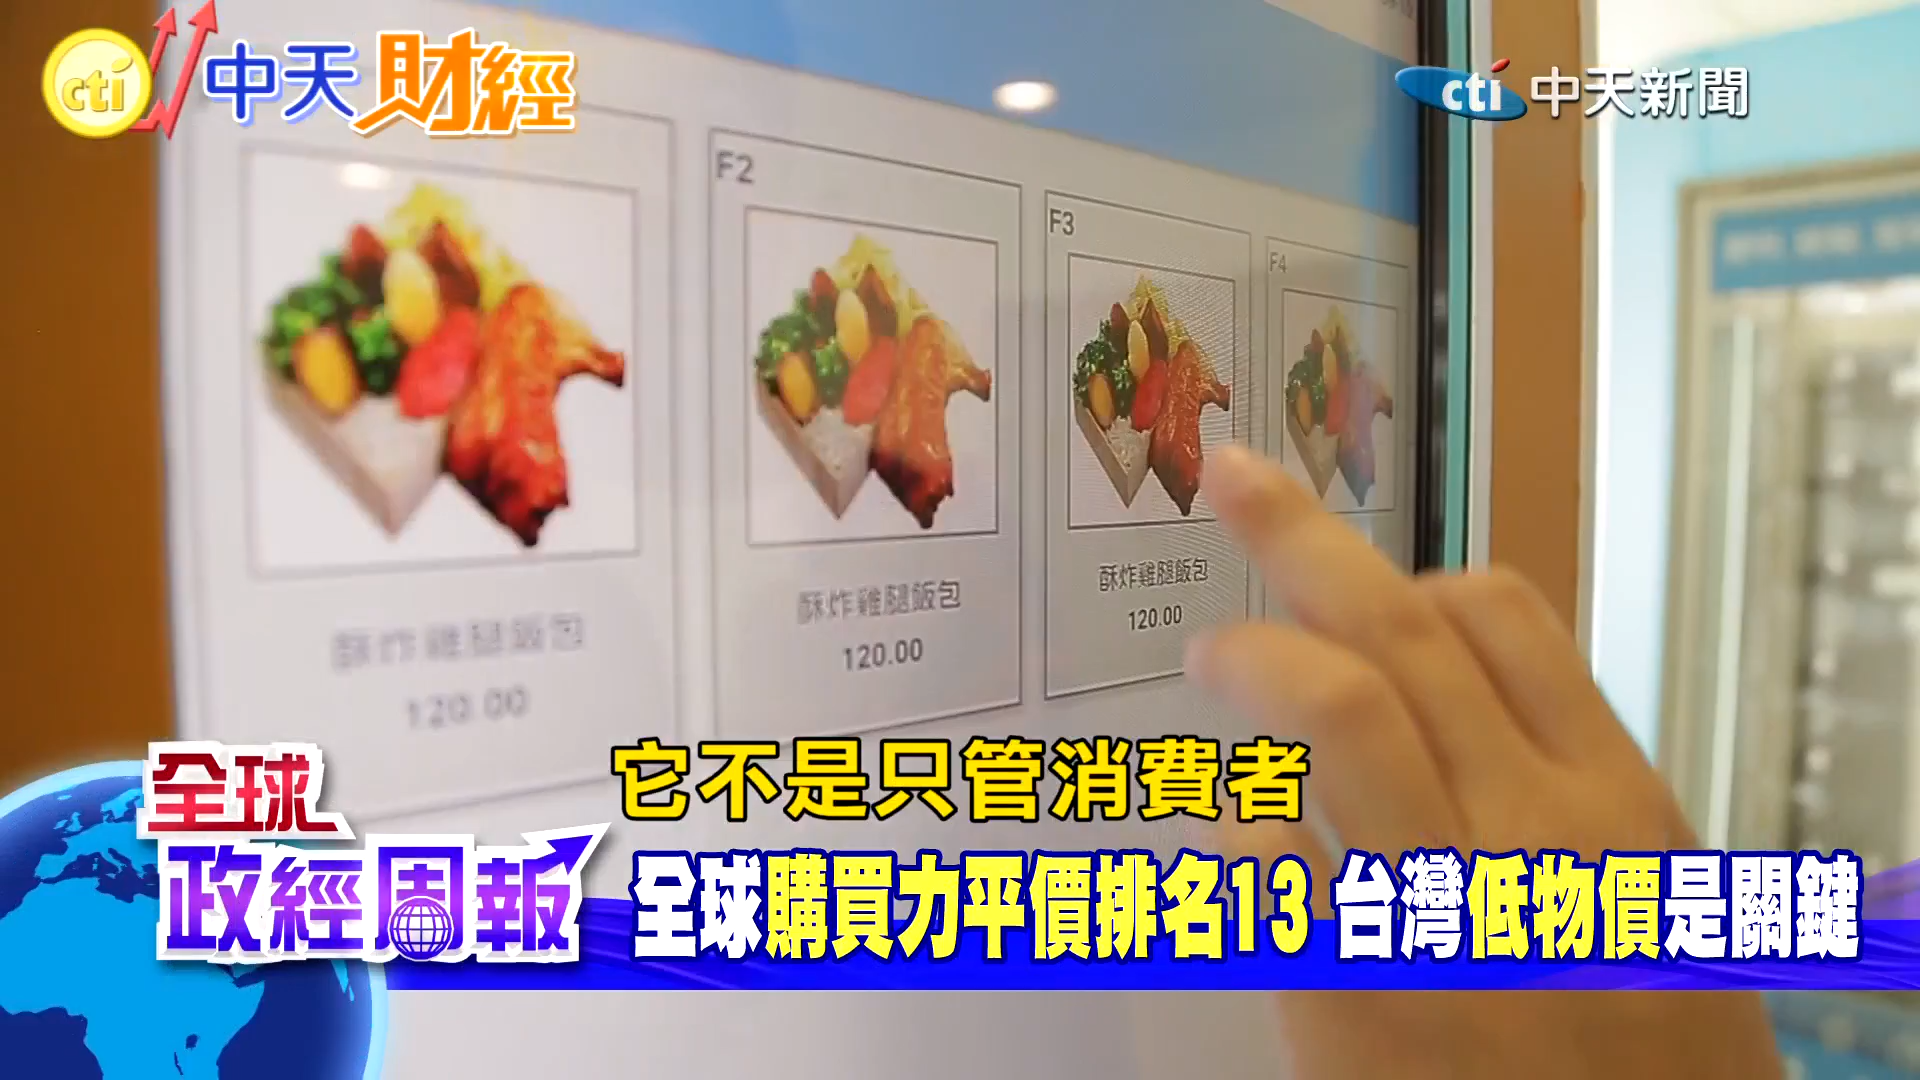 cti 中天財經
cti 中天新聞
F2
F3
F4
酥炸雞腿飯包
120.00
酥炸雞腿飯包
120.00
酥炸雞腿飯包
120.00
它不是只管消費者
全球
政經周報
全球購買力平價排名13 台灣低物價是關鍵